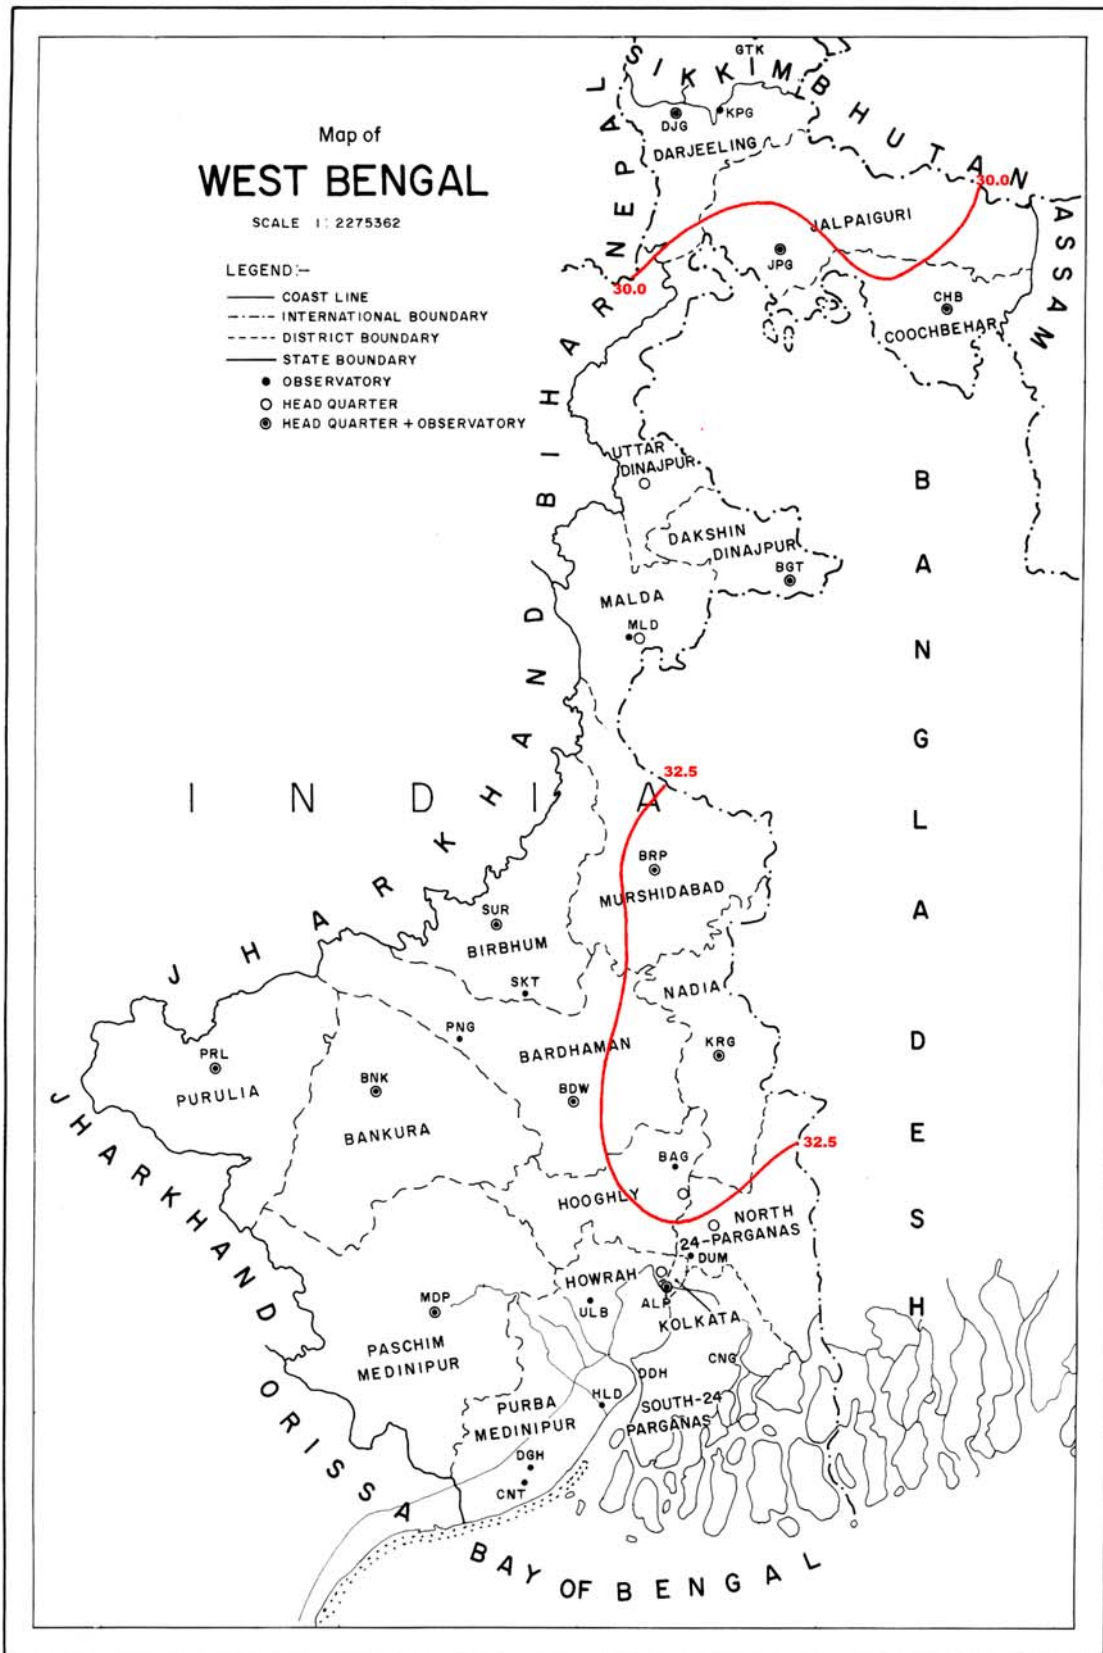 GTK
SIKKIM
BHUTAN
NEPAL
DJG
KPG
DARJEELING
Map of
WEST BENGAL
SCALE 1: 2275362
30.0
JALPAIGURI
ASSAM
JPG
30.0
LEGEND:-
COAST LINE
INTERNATIONAL BOUNDARY
DISTRICT BOUNDARY
STATE BOUNDARY
OBSERVATORY
HEAD QUARTER
HEAD QUARTER + OBSERVATORY
CHB
COOCHBEHAR
BIHAR
UTTAR
DINAJPUR
BANGLADESH
DAKSHIN
DINAJPUR
BGT
MALDA
MLD
JHARKHAND
32.5
INDIA
BRP
MURSHIDABAD
SUR
BIRBHUM
SKT
NADIA
PNG
BARDHAMAN
KRG
PRL
PURULIA
BNK
BDW
BANKURA
32.5
BAG
HOOGHLY
NORTH
24-PARGANAS
DUM
JHARKHAND
HOWRAH
MDP
ULB
ALP
KOLKATA
PASCHIM
MEDINIPUR
CNG
DDH
HLD
SOUTH-24
PARGANAS
PURBA
MEDINIPUR
DGH
CNT
ORISSA
BAY OF BENGAL